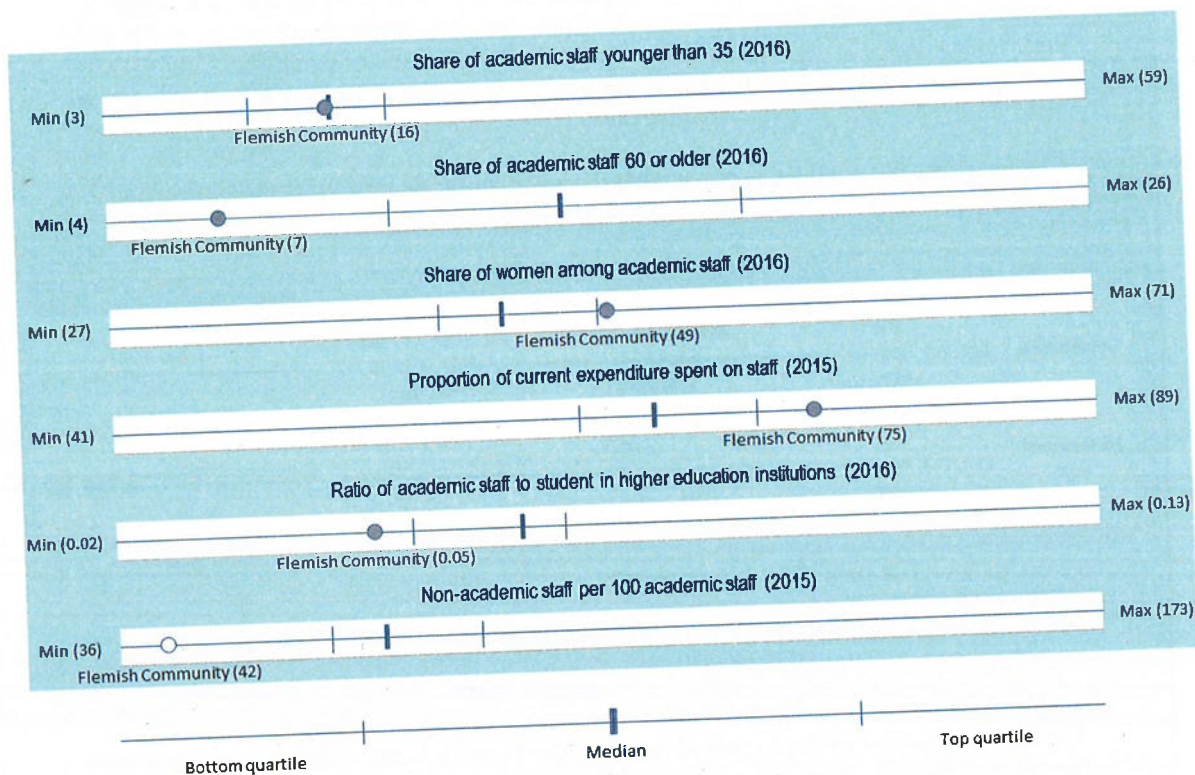 Share of academic staff younger than 35 (2016)
Min (3)
Max (59)
Flemish Community (16)
Share of academic staff 60 or older (2016)
Min (4)
Max (26)
Flemish Community (7)
Share of women among academic staff (2016)
Min (27)
Max (71)
Flemish Community (49)
Proportion of current expenditure spent on staff (2015)
Min (41)
Max (89)
Flemish Community (75)
Ratio of academic staff to student in higher education institutions (2016)
Min (0.02)
Max (0.13)
Flemish Community (0.05)
Non-academic staff per 100 academic staff (2015)
Min (36)
Max (173)
Flemish Community (42)
Bottom quartile
Median
Top quartile